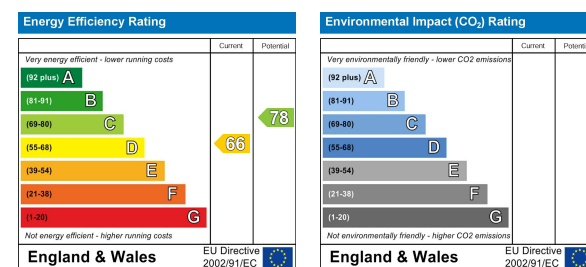 Energy Efficiency Rating
Current Potential
Very energy efficient - lower running costs
(92 plus) A
(81-91) B
(69-80) C
(55-68) D
(39-54) E
(21-38) F
(1-20) G
66
78
Not energy efficient - higher running costs
England & Wales
EU Directive
2002/91/EC
Environmental Impact (CO₂) Rating
Current Potential
Very environmentally friendly - lower CO2 emissions
(92 plus) A
(81-91) B
(69-80) C
(55-68) D
(39-54) E
(21-38) F
(1-20) G
Not environmentally friendly - higher CO2 emissions
England & Wales
EU Directive
2002/91/EC